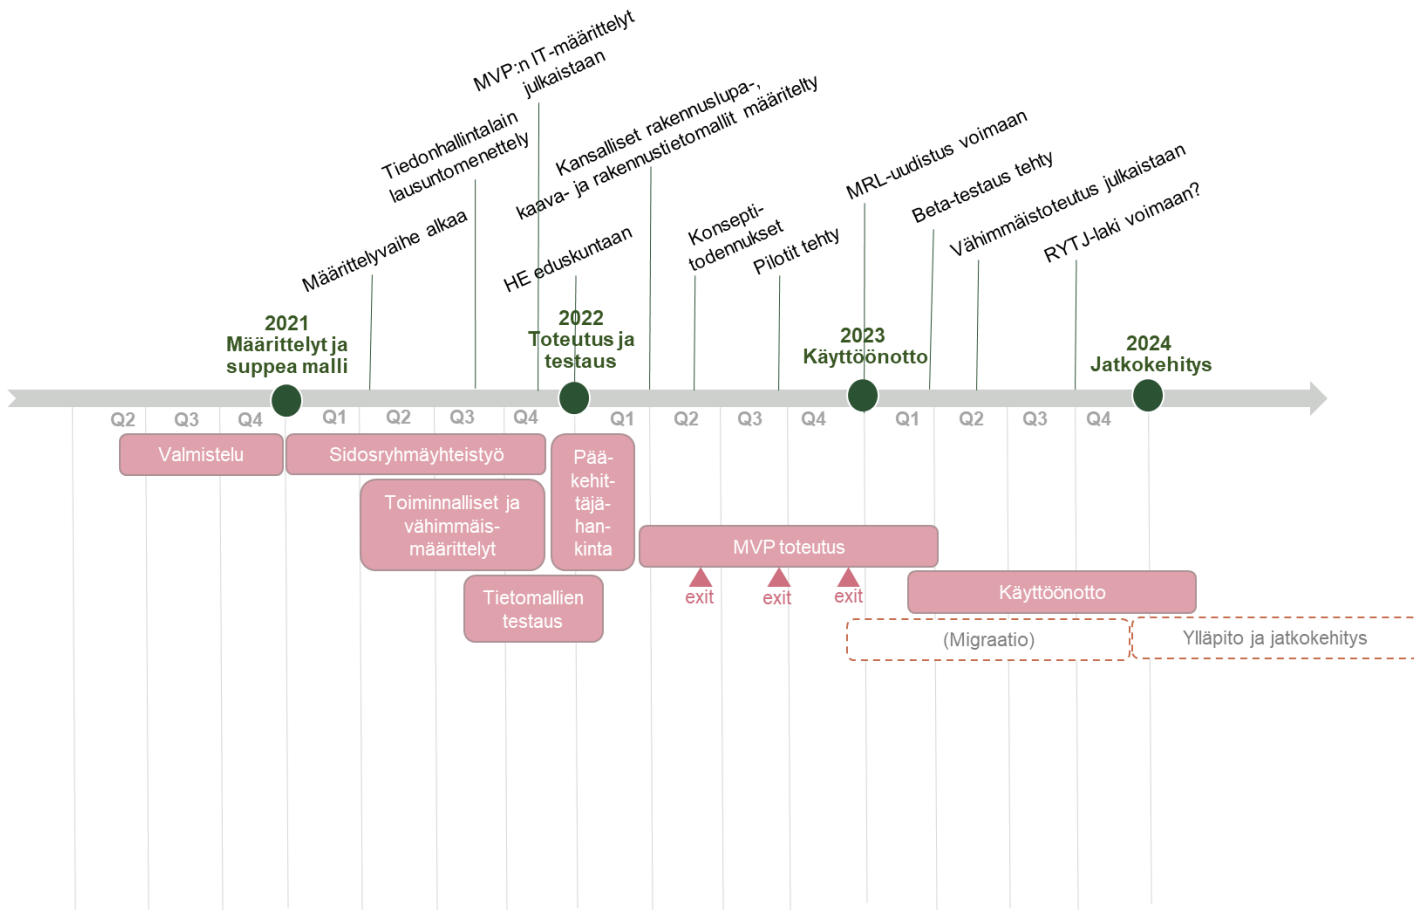 MVP:n IT-määrittelyt
julkaistaan
Tiedonhallintalain
lausuntomenettely
Kansalliset rakennuslupa-,
kaava- ja rakennustietomallit määritelty
Määrittelyvaihe alkaa
HE eduskuntaan
Konsepti-
todennukset
Pilotit tehty
MRL-uudistus voimaan
Beta-testaus tehty
Vähimmäistoteutus julkaistaan
RYTJ-laki voimaan?
2021
Määrittelyt ja
suppea malli
2022
Toteutus ja
testaus
2023
Käyttöönotto
2024
Jatkokehitys
Q2 Q3 Q4 Q1 Q2 Q3 Q4 Q1 Q2 Q3 Q4 Q1 Q2 Q3 Q4
Valmistelu
Sidosryhmäyhteistyö
Toiminnalliset ja
vähimmäis-
määrittelyt
Pää-
kehit-
täjä-
han-
kinta
Tietomallien
testaus
MVP toteutus
exit exit exit
Käyttöönotto
(Migraatio)
Ylläpito ja jatkokehitys